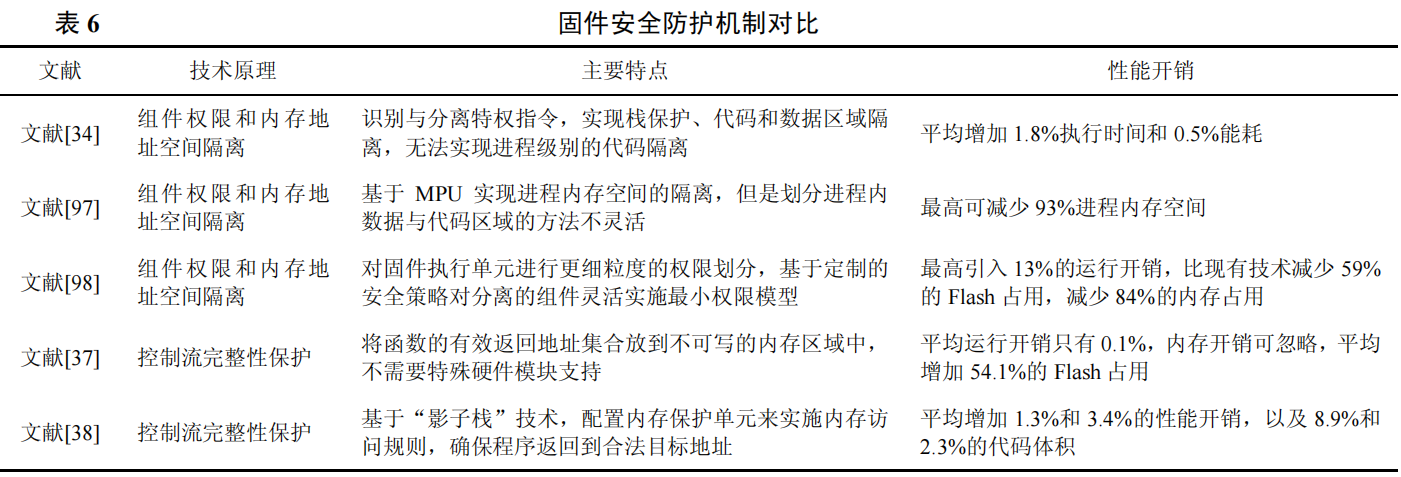 表 6 固件安全防护机制对比
文献 技术原理 主要特点 性能开销
文献[34] 组件权限和内存地址空间隔离 识别与分离特权指令，实现栈保护、代码和数据区域隔离，无法实现进程级别的代码隔离 平均增加 1.8%执行时间和 0.5%能耗
文献[97] 组件权限和内存地址空间隔离 基于 MPU 实现进程内存空间的隔离，但是划分进程内数据与代码区域的方法不灵活 最高可减少 93%进程内存空间
文献[98] 组件权限和内存地址空间隔离 对固件执行单元进行更细粒度的权限划分，基于定制的安全策略对分离的组件灵活实施最小权限模型 最高引入 13%的运行开销，比现有技术减少 59%的 Flash 占用，减少 84%的内存占用
文献[37] 控制流完整性保护 将函数的有效返回地址集合放到不可写的内存区域中，不需要特殊硬件模块支持 平均运行开销只有 0.1%，内存开销可忽略，平均增加 54.1%的 Flash 占用
文献[38] 控制流完整性保护 基于“影子栈”技术，配置内存保护单元来实施内存访问规则，确保程序返回到合法目标地址 平均增加 1.3%和 3.4%的性能开销，以及 8.9%和 2.3%的代码体积